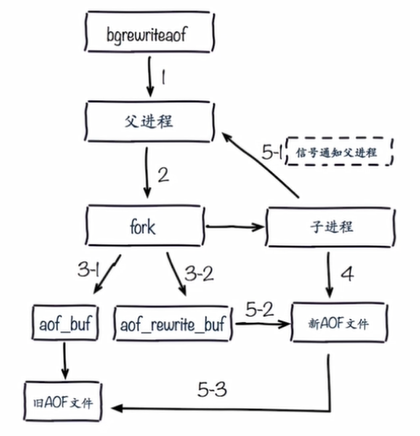 bgrewriteaof
1
父进程
5-1
信号通知父进程
2
fork
子进程
3-1
3-2
4
aof_buf
aof_rewrite_buf
5-2
新AOF文件
5-3
旧AOF文件